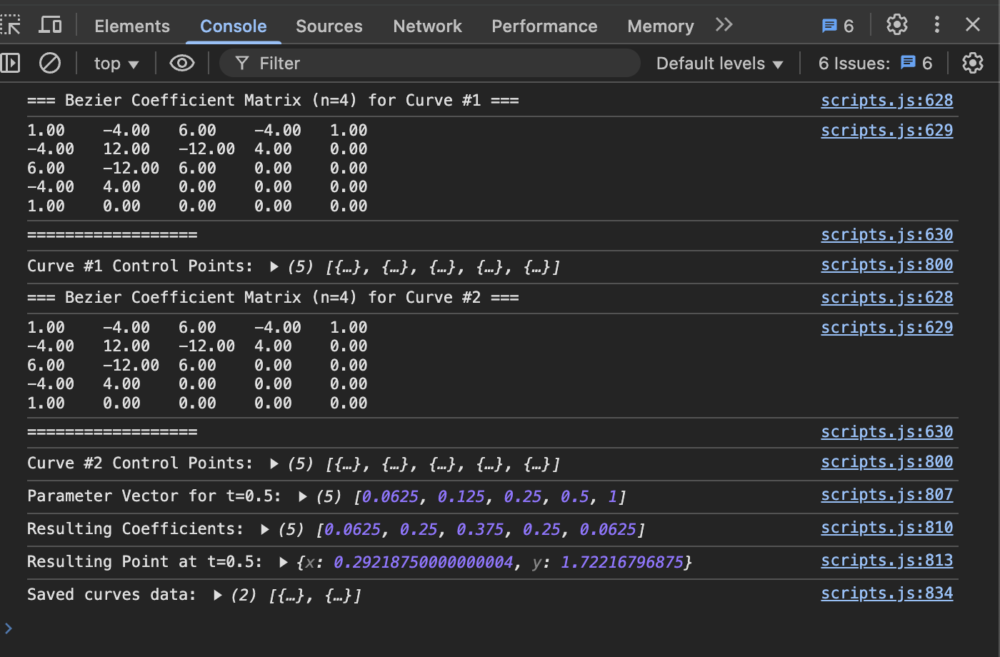 Elements Console Sources Network Performance Memory 6
top Filter Default levels 6 Issues: 6
=== Bezier Coefficient Matrix (n=4) for Curve #1 === scripts.js:628
1.00 -4.00 6.00 -4.00 1.00 scripts.js:629
-4.00 12.00 -12.00 4.00 0.00
6.00 -12.00 6.00 0.00 0.00
-4.00 4.00 0.00 0.00 0.00
1.00 0.00 0.00 0.00 0.00
================== scripts.js:630
Curve #1 Control Points: ▶ (5) [{…}, {…}, {…}, {…}, {…}] scripts.js:800
=== Bezier Coefficient Matrix (n=4) for Curve #2 === scripts.js:628
1.00 -4.00 6.00 -4.00 1.00 scripts.js:629
-4.00 12.00 -12.00 4.00 0.00
6.00 -12.00 6.00 0.00 0.00
-4.00 4.00 0.00 0.00 0.00
1.00 0.00 0.00 0.00 0.00
================== scripts.js:630
Curve #2 Control Points: ▶ (5) [{…}, {…}, {…}, {…}, {…}] scripts.js:800
Parameter Vector for t=0.5: ▶ (5) [0.0625, 0.125, 0.25, 0.5, 1] scripts.js:807
Resulting Coefficients: ▶ (5) [0.0625, 0.25, 0.375, 0.25, 0.0625] scripts.js:810
Resulting Point at t=0.5: ▶ {x: 0.29218750000000004, y: 1.72216796875} scripts.js:813
Saved curves data: ▶ (2) [{…}, {…}] scripts.js:834